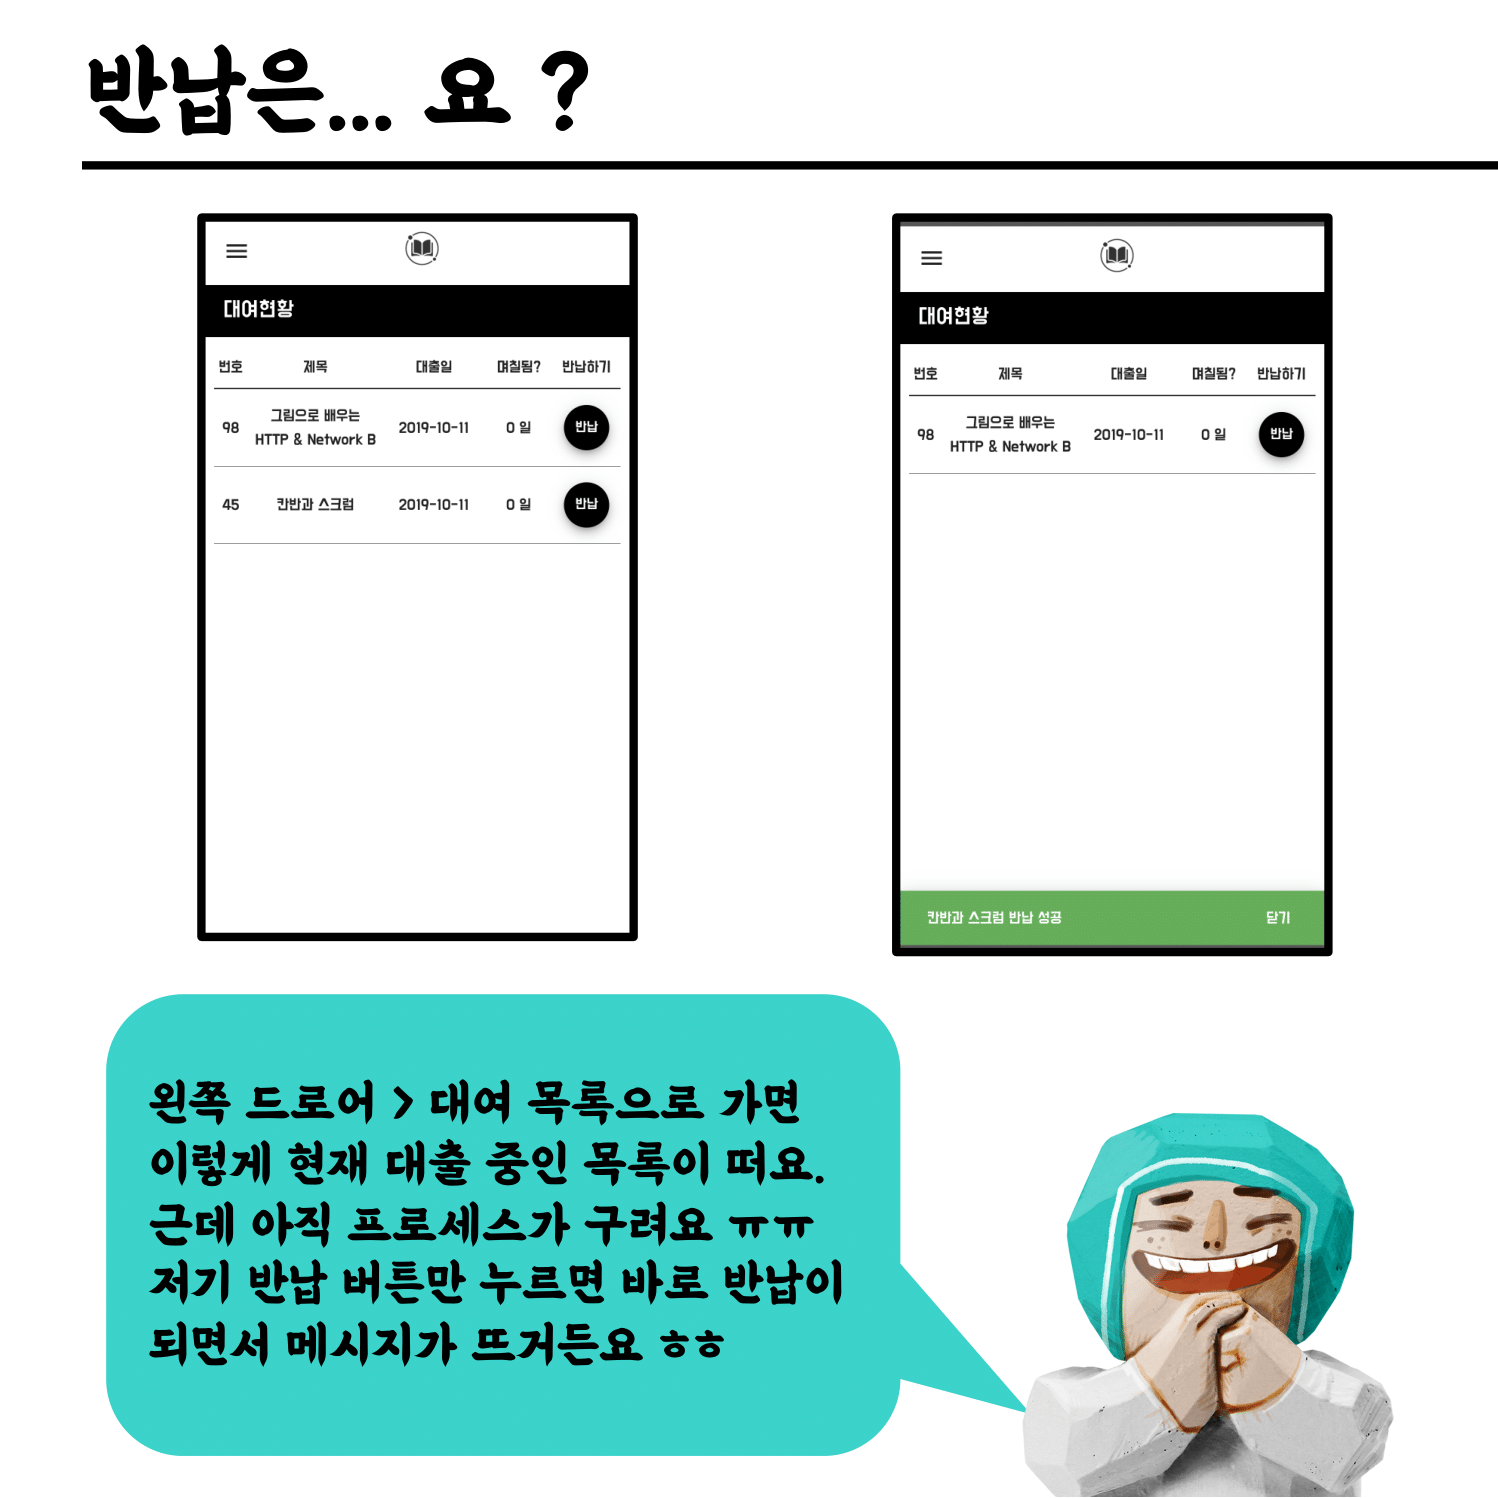 반납은... 요 ?
대여현황
번호 제목 대출일 며칠됨? 반납하기
98 그림으로 배우는 HTTP & Network B 2019-10-11 0 일 반납
45 칸반과 스크럼 2019-10-11 0 일 반납
대여현황
번호 제목 대출일 며칠됨? 반납하기
98 그림으로 배우는 HTTP & Network B 2019-10-11 0 일 반납
칸반과 스크럼 반납 성공 닫기
왼쪽 드로어 > 대여 목록으로 가면
이렇게 현재 대출 중인 목록이 떠요.
근데 아직 프로세스가 구려요 ㅠㅠ
저기 반납 버튼만 누르면 바로 반납이
되면서 메시지가 뜨거든요 ㅎㅎ